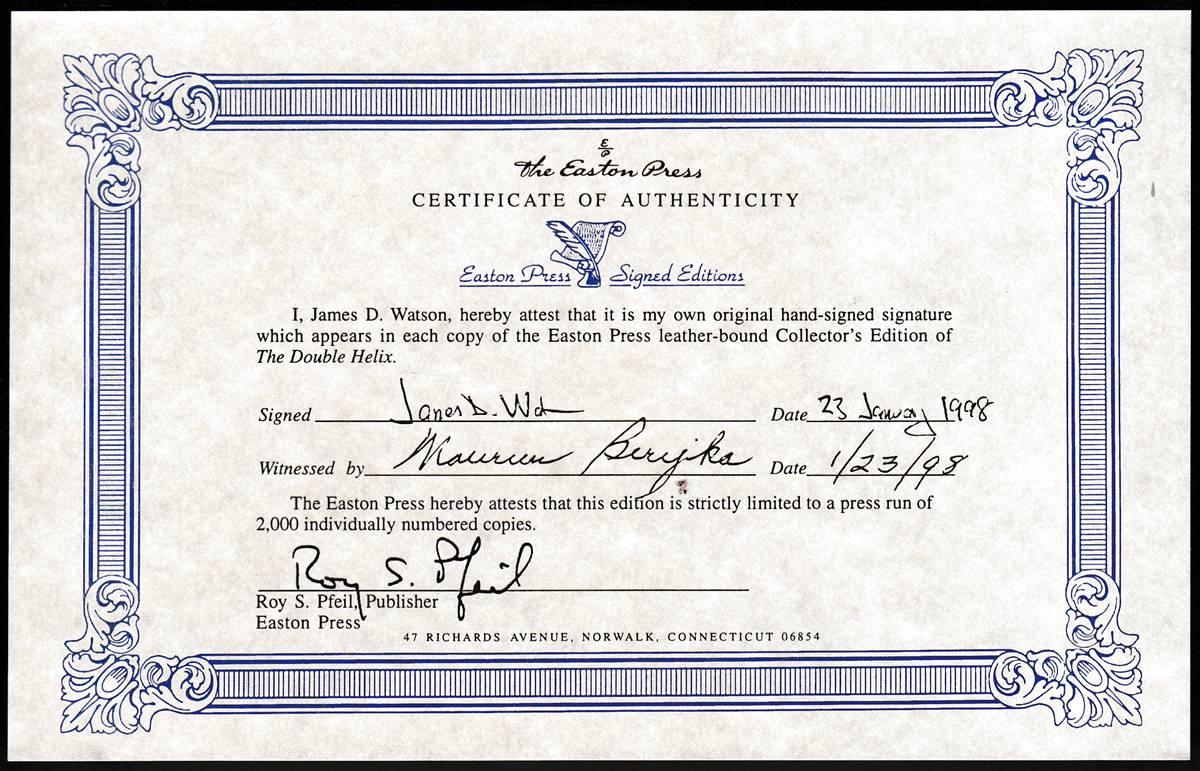 E
P
The Easton Press
CERTIFICATE OF AUTHENTICITY
Easton Press Signed Editions
I, James D. Watson, hereby attest that it is my own original hand-signed signature
which appears in each copy of the Easton Press leather-bound Collector's Edition of
The Double Helix.
Signed James D. Wat Date 23 January 1998
Witnessed by Maureen Date 1/23/98
The Easton Press hereby attests that this edition is strictly limited to a press run of
2,000 individually numbered copies.
Roy S. Pfeil
Roy S. Pfeil, Publisher
Easton Press
47 RICHARDS AVENUE, NORWALK, CONNECTICUT 06854